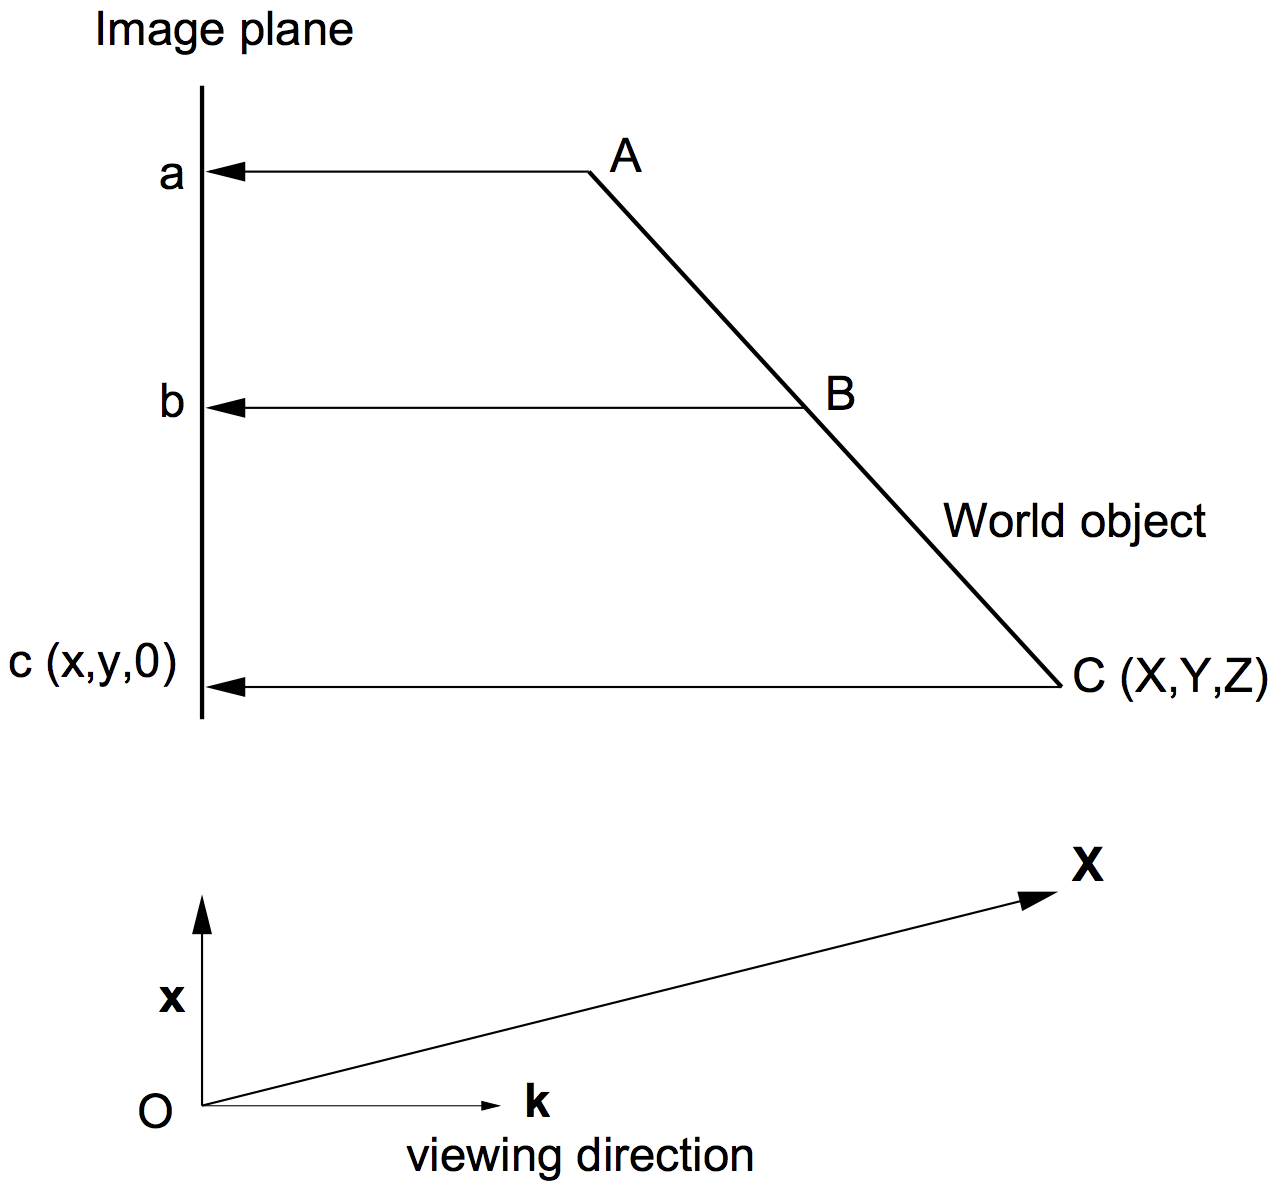 Image plane
a
A
b
B
World object
c (x,y,0)
C (X,Y,Z)
X
x
O
k
viewing direction